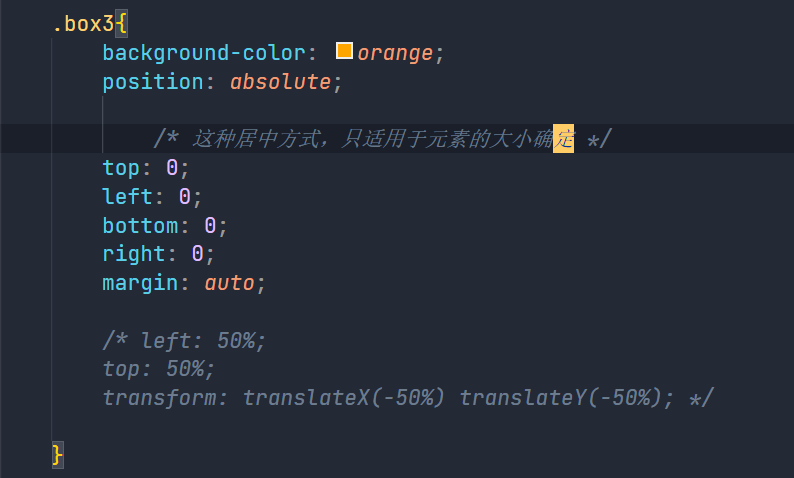 .box3{
background-color: orange;
position: absolute;
/* 这种居中方式，只适用于元素的大小确定 */
top: 0;
left: 0;
bottom: 0;
right: 0;
margin: auto;
/* left: 50%;
top: 50%;
transform: translateX(-50%) translateY(-50%); */
}